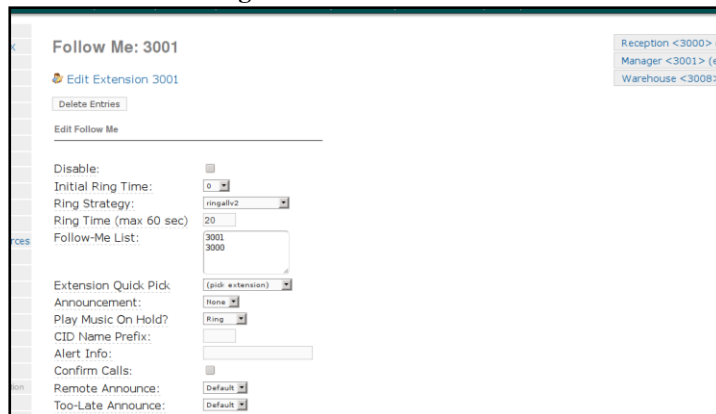 Follow Me: 3001
Edit Extension 3001
Delete Entries
Edit Follow Me
Disable:
Initial Ring Time: 0
Ring Strategy: ringallv2
Ring Time (max 60 sec) 20
Follow-Me List: 3001
3000
Extension Quick Pick (pick extension)
Announcement: None
Play Music On Hold? Ring
CID Name Prefix:
Alert Info:
Confirm Calls:
Remote Announce: Default
Too-Late Announce: Default
Reception <3000>
Manager <3001> (e
Warehouse <3008>
rces